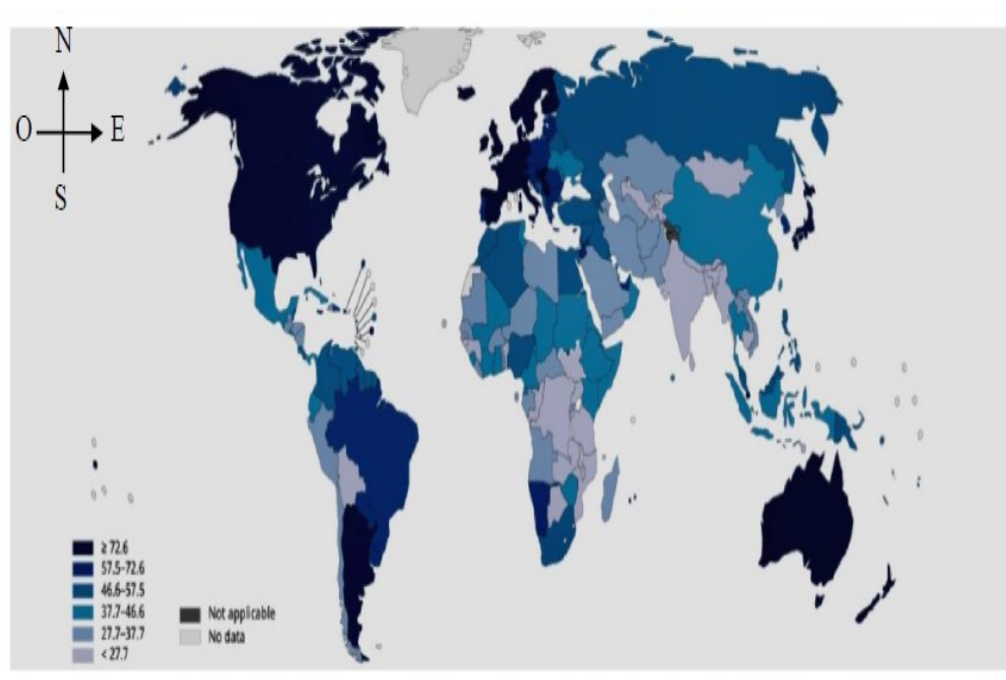 N
O E
S
≥ 72.6
57.5–72.6
46.6–57.5
37.7–46.6
27.7–37.7
< 27.7
Not applicable
No data